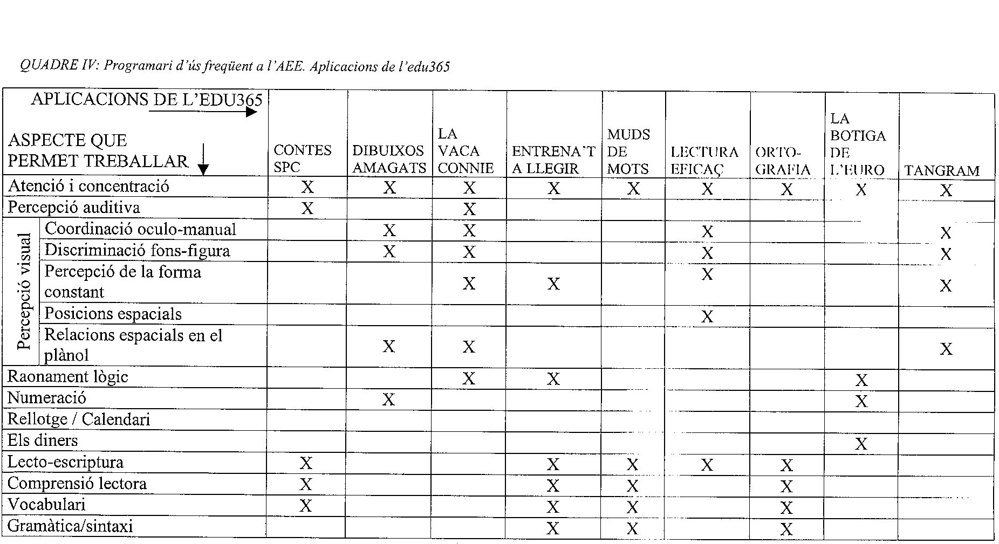 QUADRE IV: Programari d'ús freqüent a l'AEE. Aplicacions de l'edu365
APLICACIONS DE L'EDU365
ASPECTE QUE
PERMET TREBALLAR
CONTES
SPC
DIBUIXOS
AMAGATS
LA
VACA
CONNIE
ENTRENA'T
A LLEGIR
MUDS
DE
MOTS
LECTURA
EFICAÇ
ORTO-
GRAFIA
LA
BOTIGA
DE
L'EURO
TANGRAM
Atenció i concentració X X X X X X X X X
Percepció auditiva X X
Percepció visual
Coordinació oculo-manual X X X X
Discriminació fons-figura X X X X
Percepció de la forma
constant X X X X
Posicions espacials X
Relacions espacials en el
plànol X X X
Raonament lògic X X X
Numeració X X
Rellotge / Calendari
Els diners X
Lecto-escriptura X X X X X
Comprensió lectora X X X X
Vocabulari X X X X
Gramàtica/sintaxi X X X